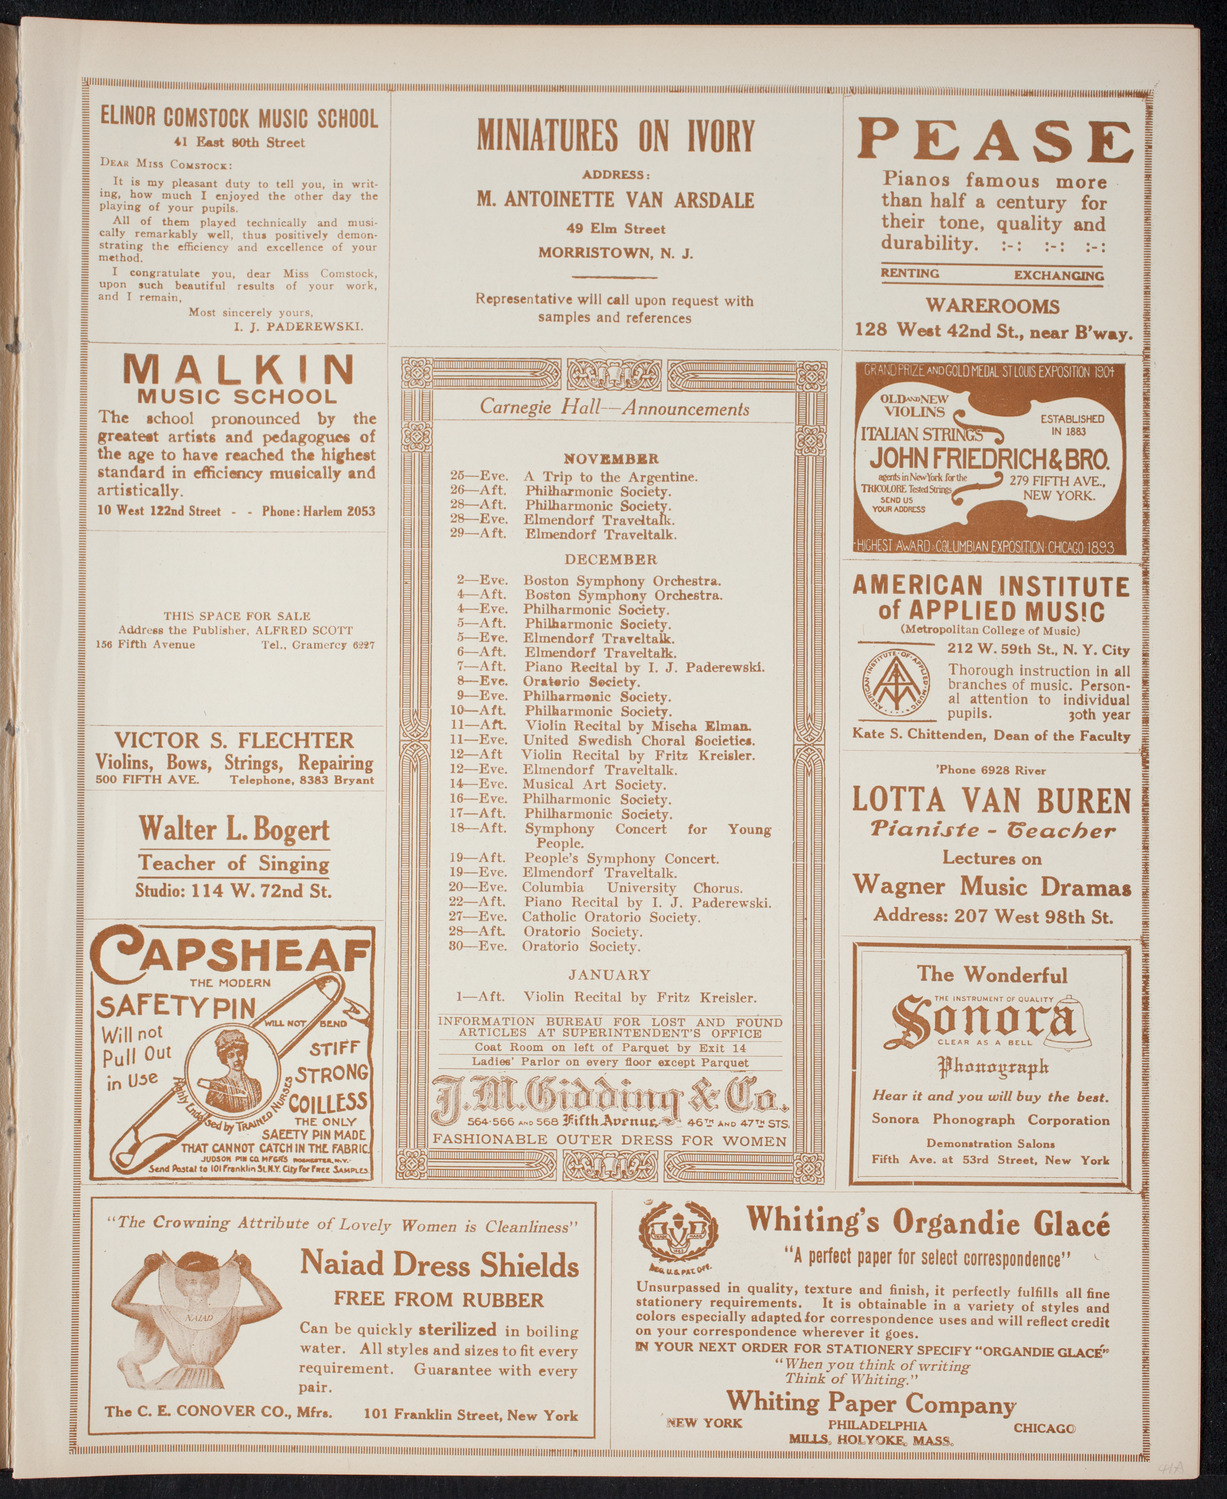 ELINOR COMSTOCK MUSIC SCHOOL
41 East 80th Street
DEAR MISS COMSTOCK:
It is my pleasant duty to tell you, in writ-
ing, how much I enjoyed the other day the
playing of your pupils.
All of them played technically and musi-
cally remarkably well, thus positively demon-
strating the efficiency and excellence of your
method.
I congratulate you, dear Miss Comstock,
upon such beautiful results of your work,
and I remain,
Most sincerely yours,
I. J. PADEREWSKI.
MALKIN
MUSIC SCHOOL
The school pronounced by the
greatest artists and pedagogues of
the age to have reached the highest
standard in efficiency musically and
artistically.
10 West 122nd Street - - Phone: Harlem 2053
THIS SPACE FOR SALE
Address the Publisher, ALFRED SCOTT
156 Fifth Avenue Tel., Gramercy 6227
VICTOR S. FLECHTER
Violins, Bows, Strings, Repairing
500 FIFTH AVE. Telephone, 8383 Bryant
Walter L. Bogert
Teacher of Singing
Studio: 114 W. 72nd St.
CAPSHEAF
THE MODERN
SAFETY PIN
WILL NOT BEND
Will not
Pull Out
in Use
STIFF
STRONG
COILLESS
Highly Endorsed by TRAINED NURSES
THE ONLY
SAFETY PIN MADE
THAT CANNOT CATCH IN THE FABRIC.
JUDSON PIN CO. MFGRS ROCHESTER, N.Y.
Send Postal to 101 Franklin St. N.Y. City for FREE SAMPLES
MINIATURES ON IVORY
ADDRESS:
M. ANTOINETTE VAN ARSDALE
49 Elm Street
MORRISTOWN, N. J.
Representative will call upon request with
samples and references
Carnegie Hall—Announcements
NOVEMBER
25—Eve. A Trip to the Argentine.
26—Aft. Philharmonic Society.
28—Aft. Philharmonic Society.
28—Eve. Elmendorf Traveltalk.
29—Aft. Elmendorf Traveltalk.
DECEMBER
2—Eve. Boston Symphony Orchestra.
4—Aft. Boston Symphony Orchestra.
4—Eve. Philharmonic Society.
5—Aft. Philharmonic Society.
5—Eve. Elmendorf Traveltalk.
6—Aft. Elmendorf Traveltalk.
7—Aft. Piano Recital by I. J. Paderewski.
8—Eve. Oratorio Society.
9—Eve. Philharmonic Society.
10—Aft. Philharmonic Society.
11—Aft. Violin Recital by Mischa Elman.
11—Eve. United Swedish Choral Societies.
12—Aft Violin Recital by Fritz Kreisler.
12—Eve. Elmendorf Traveltalk.
14—Eve. Musical Art Society.
16—Eve. Philharmonic Society.
17—Aft. Philharmonic Society.
18—Aft. Symphony Concert for Young
People.
19—Aft. People's Symphony Concert.
19—Eve. Elmendorf Traveltalk.
20—Eve. Columbia University Chorus.
22—Aft. Piano Recital by I. J. Paderewski.
27—Eve. Catholic Oratorio Society.
28—Aft. Oratorio Society.
30—Eve. Oratorio Society.
JANUARY
1—Aft. Violin Recital by Fritz Kreisler.
INFORMATION BUREAU FOR LOST AND FOUND
ARTICLES AT SUPERINTENDENT'S OFFICE
Coat Room on left of Parquet by Exit 14
Ladies' Parlor on every floor except Parquet
J. M. Gidding & Co.
564-566 AND 568 Fifth Avenue, 46TH AND 47TH STS.
FASHIONABLE OUTER DRESS FOR WOMEN
PEASE
Pianos famous more
than half a century for
their tone, quality and
durability. :-: :-: :-:
RENTING EXCHANGING
WAREROOMS
128 West 42nd St., near B'way.
GRAND PRIZE AND GOLD MEDAL ST LOUIS EXPOSITION 1904
OLD AND NEW
VIOLINS
ITALIAN STRINGS
ESTABLISHED
IN 1883
JOHN FRIEDRICH & BRO.
agents in New York for the
TRICOLORE Tested Strings
SEND US
YOUR ADDRESS
279 FIFTH AVE.,
NEW YORK.
HIGHEST AWARD COLUMBIAN EXPOSITION CHICAGO 1893
AMERICAN INSTITUTE
of APPLIED MUSIC
(Metropolitan College of Music)
AMERICAN INSTITUTE OF APPLIED MUSIC
212 W. 59th St., N. Y. City
Thorough instruction in all
branches of music. Person-
al attention to individual
pupils. 30th year
Kate S. Chittenden, Dean of the Faculty
'Phone 6928 River
LOTTA VAN BUREN
Pianiste - Teacher
Lectures on
Wagner Music Dramas
Address: 207 West 98th St.
The Wonderful
THE INSTRUMENT OF QUALITY
Sonora
CLEAR AS A BELL
Phonograph
Hear it and you will buy the best.
Sonora Phonograph Corporation
Demonstration Salons
Fifth Ave. at 53rd Street, New York
"The Crowning Attribute of Lovely Women is Cleanliness"
NAIAD
Naiad Dress Shields
FREE FROM RUBBER
Can be quickly sterilized in boiling
water. All styles and sizes to fit every
requirement. Guarantee with every
pair.
The C. E. CONOVER CO., Mfrs. 101 Franklin Street, New York
REG. U.S. PAT. OFF.
Whiting's Organdie Glacé
"A perfect paper for select correspondence"
Unsurpassed in quality, texture and finish, it perfectly fulfills all fine
stationery requirements. It is obtainable in a variety of styles and
colors especially adapted for correspondence uses and will reflect credit
on your correspondence wherever it goes.
IN YOUR NEXT ORDER FOR STATIONERY SPECIFY "ORGANDIE GLACÉ"
"When you think of writing
Think of Whiting."
Whiting Paper Company
NEW YORK PHILADELPHIA CHICAGO
MILLS, HOLYOKE, MASS.
41A